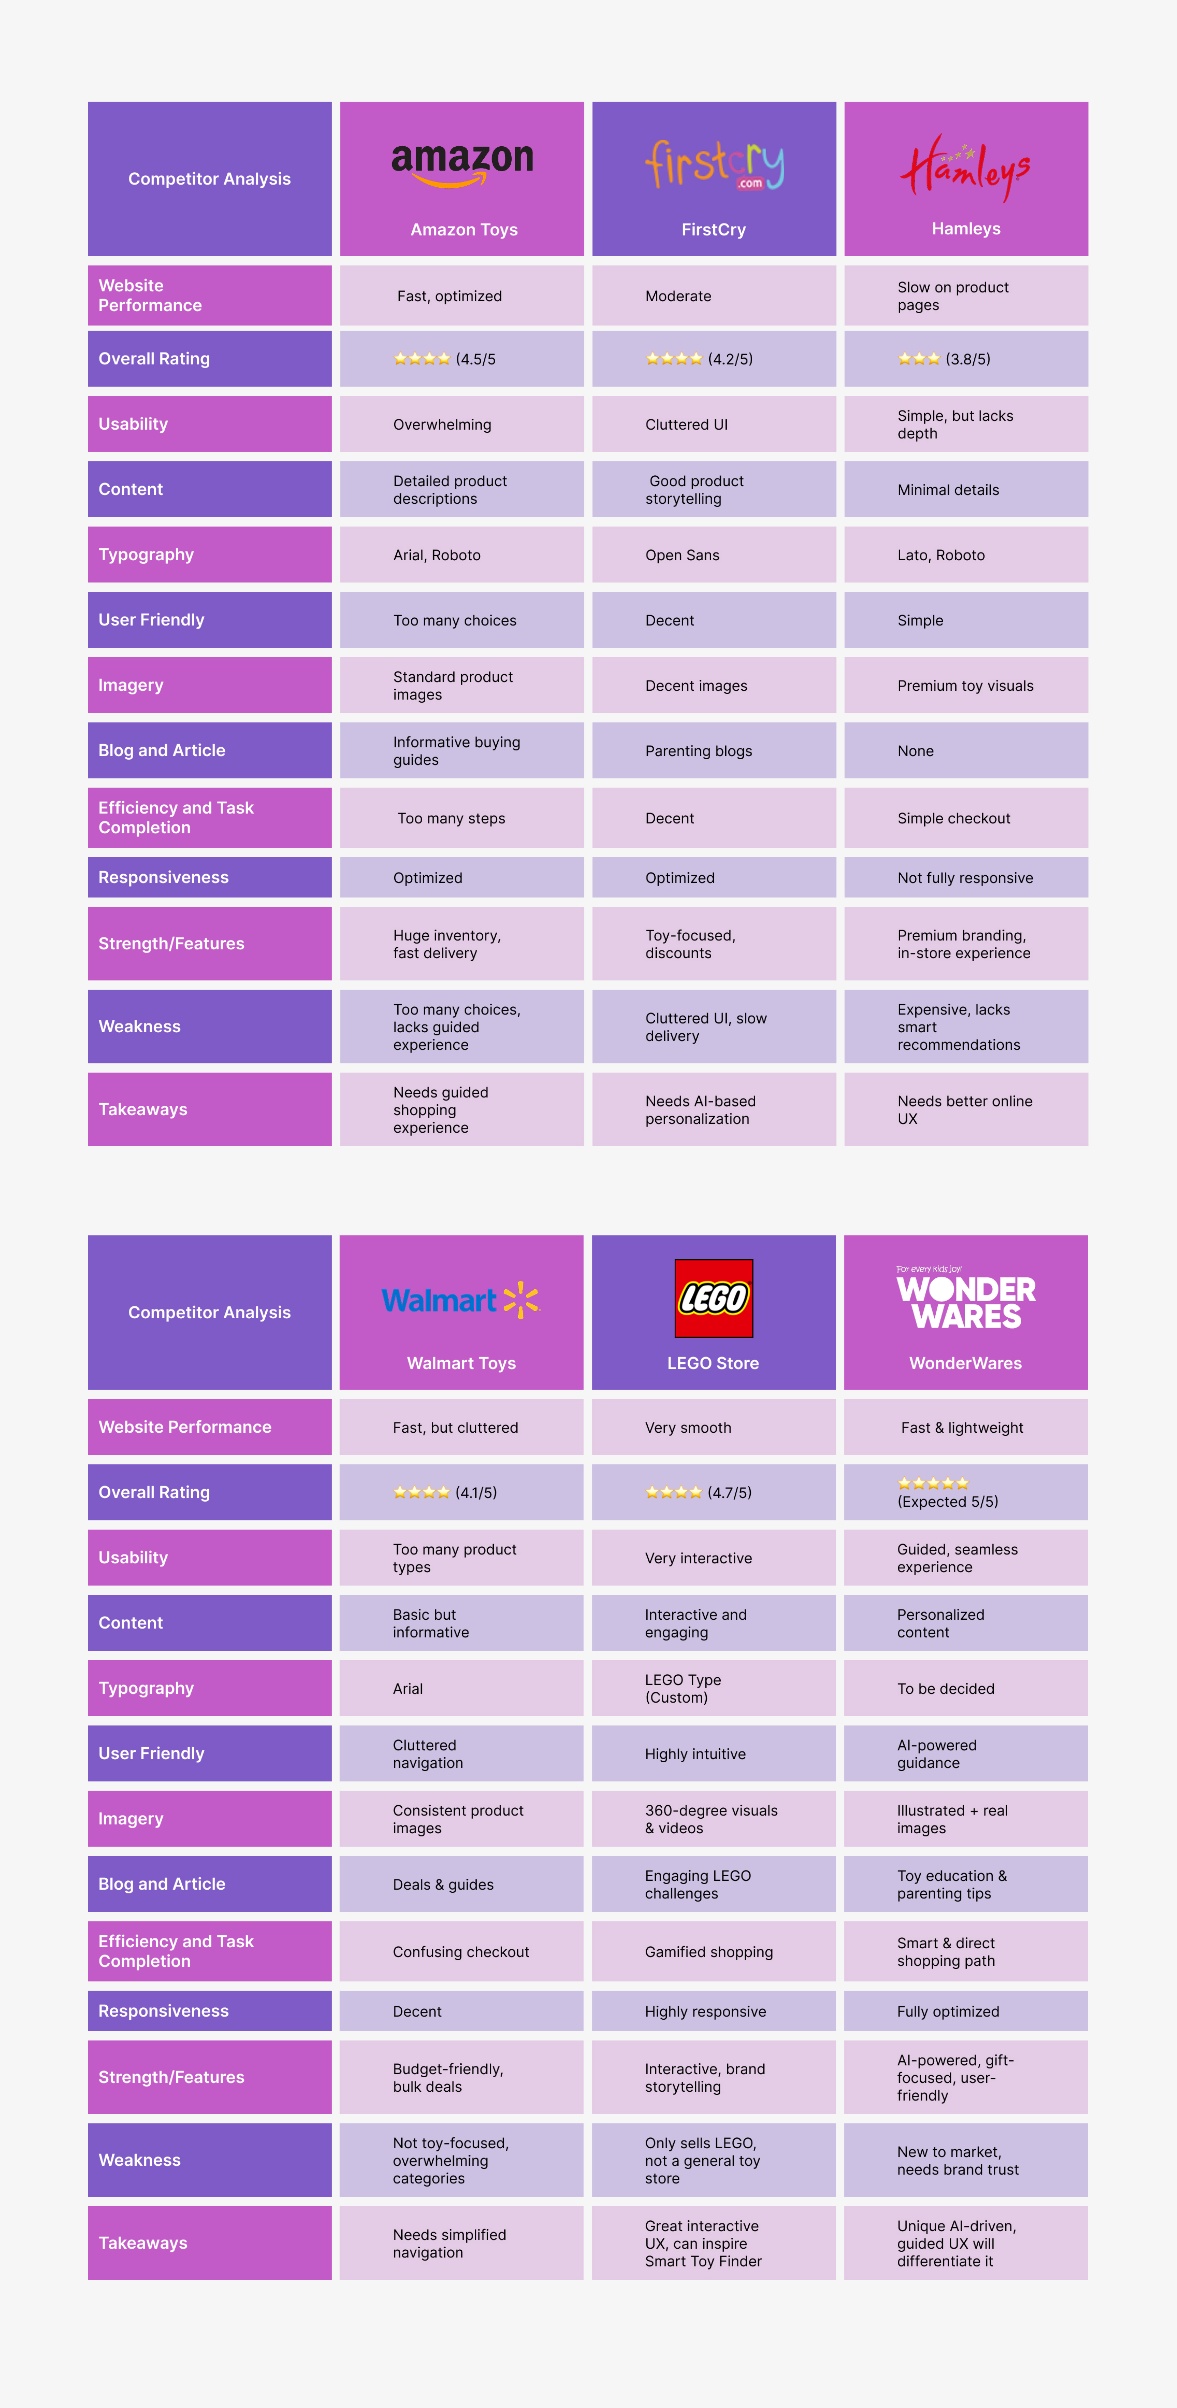 Competitor Analysis
amazon
Amazon Toys
firstcry
.com
FirstCry
Hamleys
Hamleys
Website
Performance
Fast, optimized
Moderate
Slow on product
pages
Overall Rating
⭐⭐⭐⭐ (4.5/5
⭐⭐⭐⭐ (4.2/5)
⭐⭐⭐ (3.8/5)
Usability
Overwhelming
Cluttered UI
Simple, but lacks
depth
Content
Detailed product
descriptions
Good product
storytelling
Minimal details
Typography
Arial, Roboto
Open Sans
Lato, Roboto
User Friendly
Too many choices
Decent
Simple
Imagery
Standard product
images
Decent images
Premium toy visuals
Blog and Article
Informative buying
guides
Parenting blogs
None
Efficiency and Task
Completion
Too many steps
Decent
Simple checkout
Responsiveness
Optimized
Optimized
Not fully responsive
Strength/Features
Huge inventory,
fast delivery
Toy-focused,
discounts
Premium branding,
in-store experience
Weakness
Too many choices,
lacks guided
experience
Cluttered UI, slow
delivery
Expensive, lacks
smart
recommendations
Takeaways
Needs guided
shopping
experience
Needs AI-based
personalization
Needs better online
UX
Competitor Analysis
Walmart
Walmart Toys
LEGO
LEGO Store
For every kids joy!
WONDER
WARES
WonderWares
Website Performance
Fast, but cluttered
Very smooth
Fast & lightweight
Overall Rating
⭐⭐⭐⭐ (4.1/5)
⭐⭐⭐⭐ (4.7/5)
⭐⭐⭐⭐⭐
(Expected 5/5)
Usability
Too many product
types
Very interactive
Guided, seamless
experience
Content
Basic but
informative
Interactive and
engaging
Personalized
content
Typography
Arial
LEGO Type
(Custom)
To be decided
User Friendly
Cluttered
navigation
Highly intuitive
AI-powered
guidance
Imagery
Consistent product
images
360-degree visuals
& videos
Illustrated + real
images
Blog and Article
Deals & guides
Engaging LEGO
challenges
Toy education &
parenting tips
Efficiency and Task
Completion
Confusing checkout
Gamified shopping
Smart & direct
shopping path
Responsiveness
Decent
Highly responsive
Fully optimized
Strength/Features
Budget-friendly,
bulk deals
Interactive, brand
storytelling
AI-powered, gift-
focused, user-
friendly
Weakness
Not toy-focused,
overwhelming
categories
Only sells LEGO,
not a general toy
store
New to market,
needs brand trust
Takeaways
Needs simplified
navigation
Great interactive
UX, can inspire
Smart Toy Finder
Unique AI-driven,
guided UX will
differentiate it